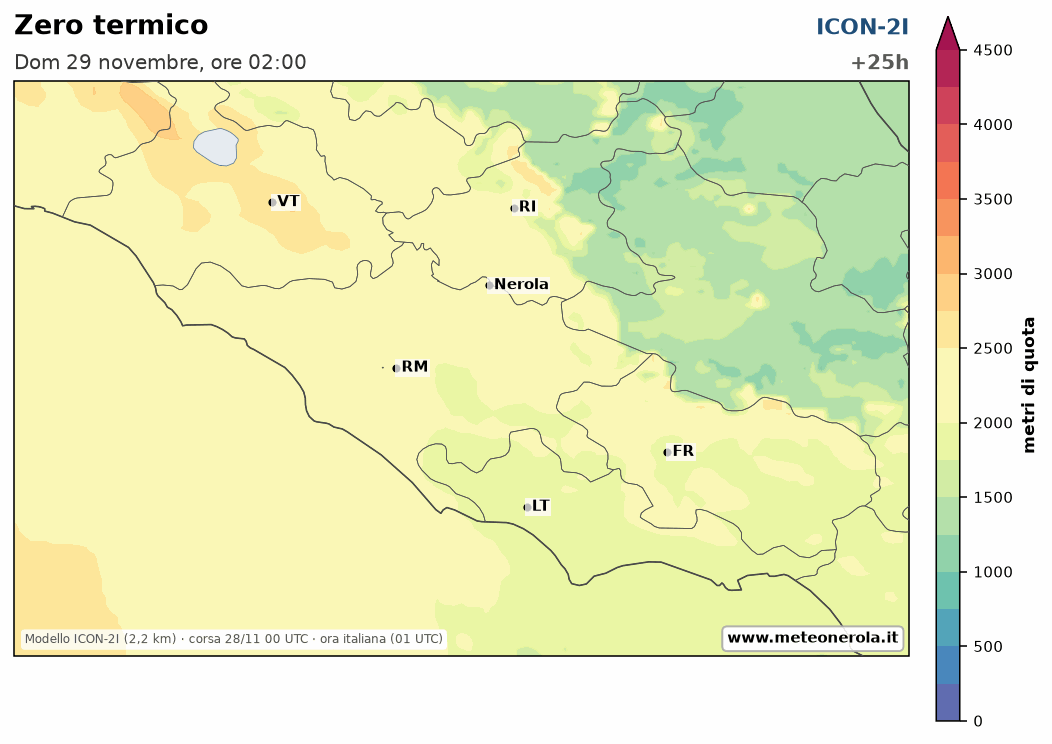 Zero termico
ICON-2I
Dom 29 novembre, ore 02:00
+25h
4500
4000
3500
3000
2500
2000
1500
1000
500
0
metri di quota
VT
RI
Nerola
RM
FR
LT
Modello ICON-2I (2,2 km) · corsa 28/11 00 UTC · ora italiana (01 UTC)
www.meteonerola.it